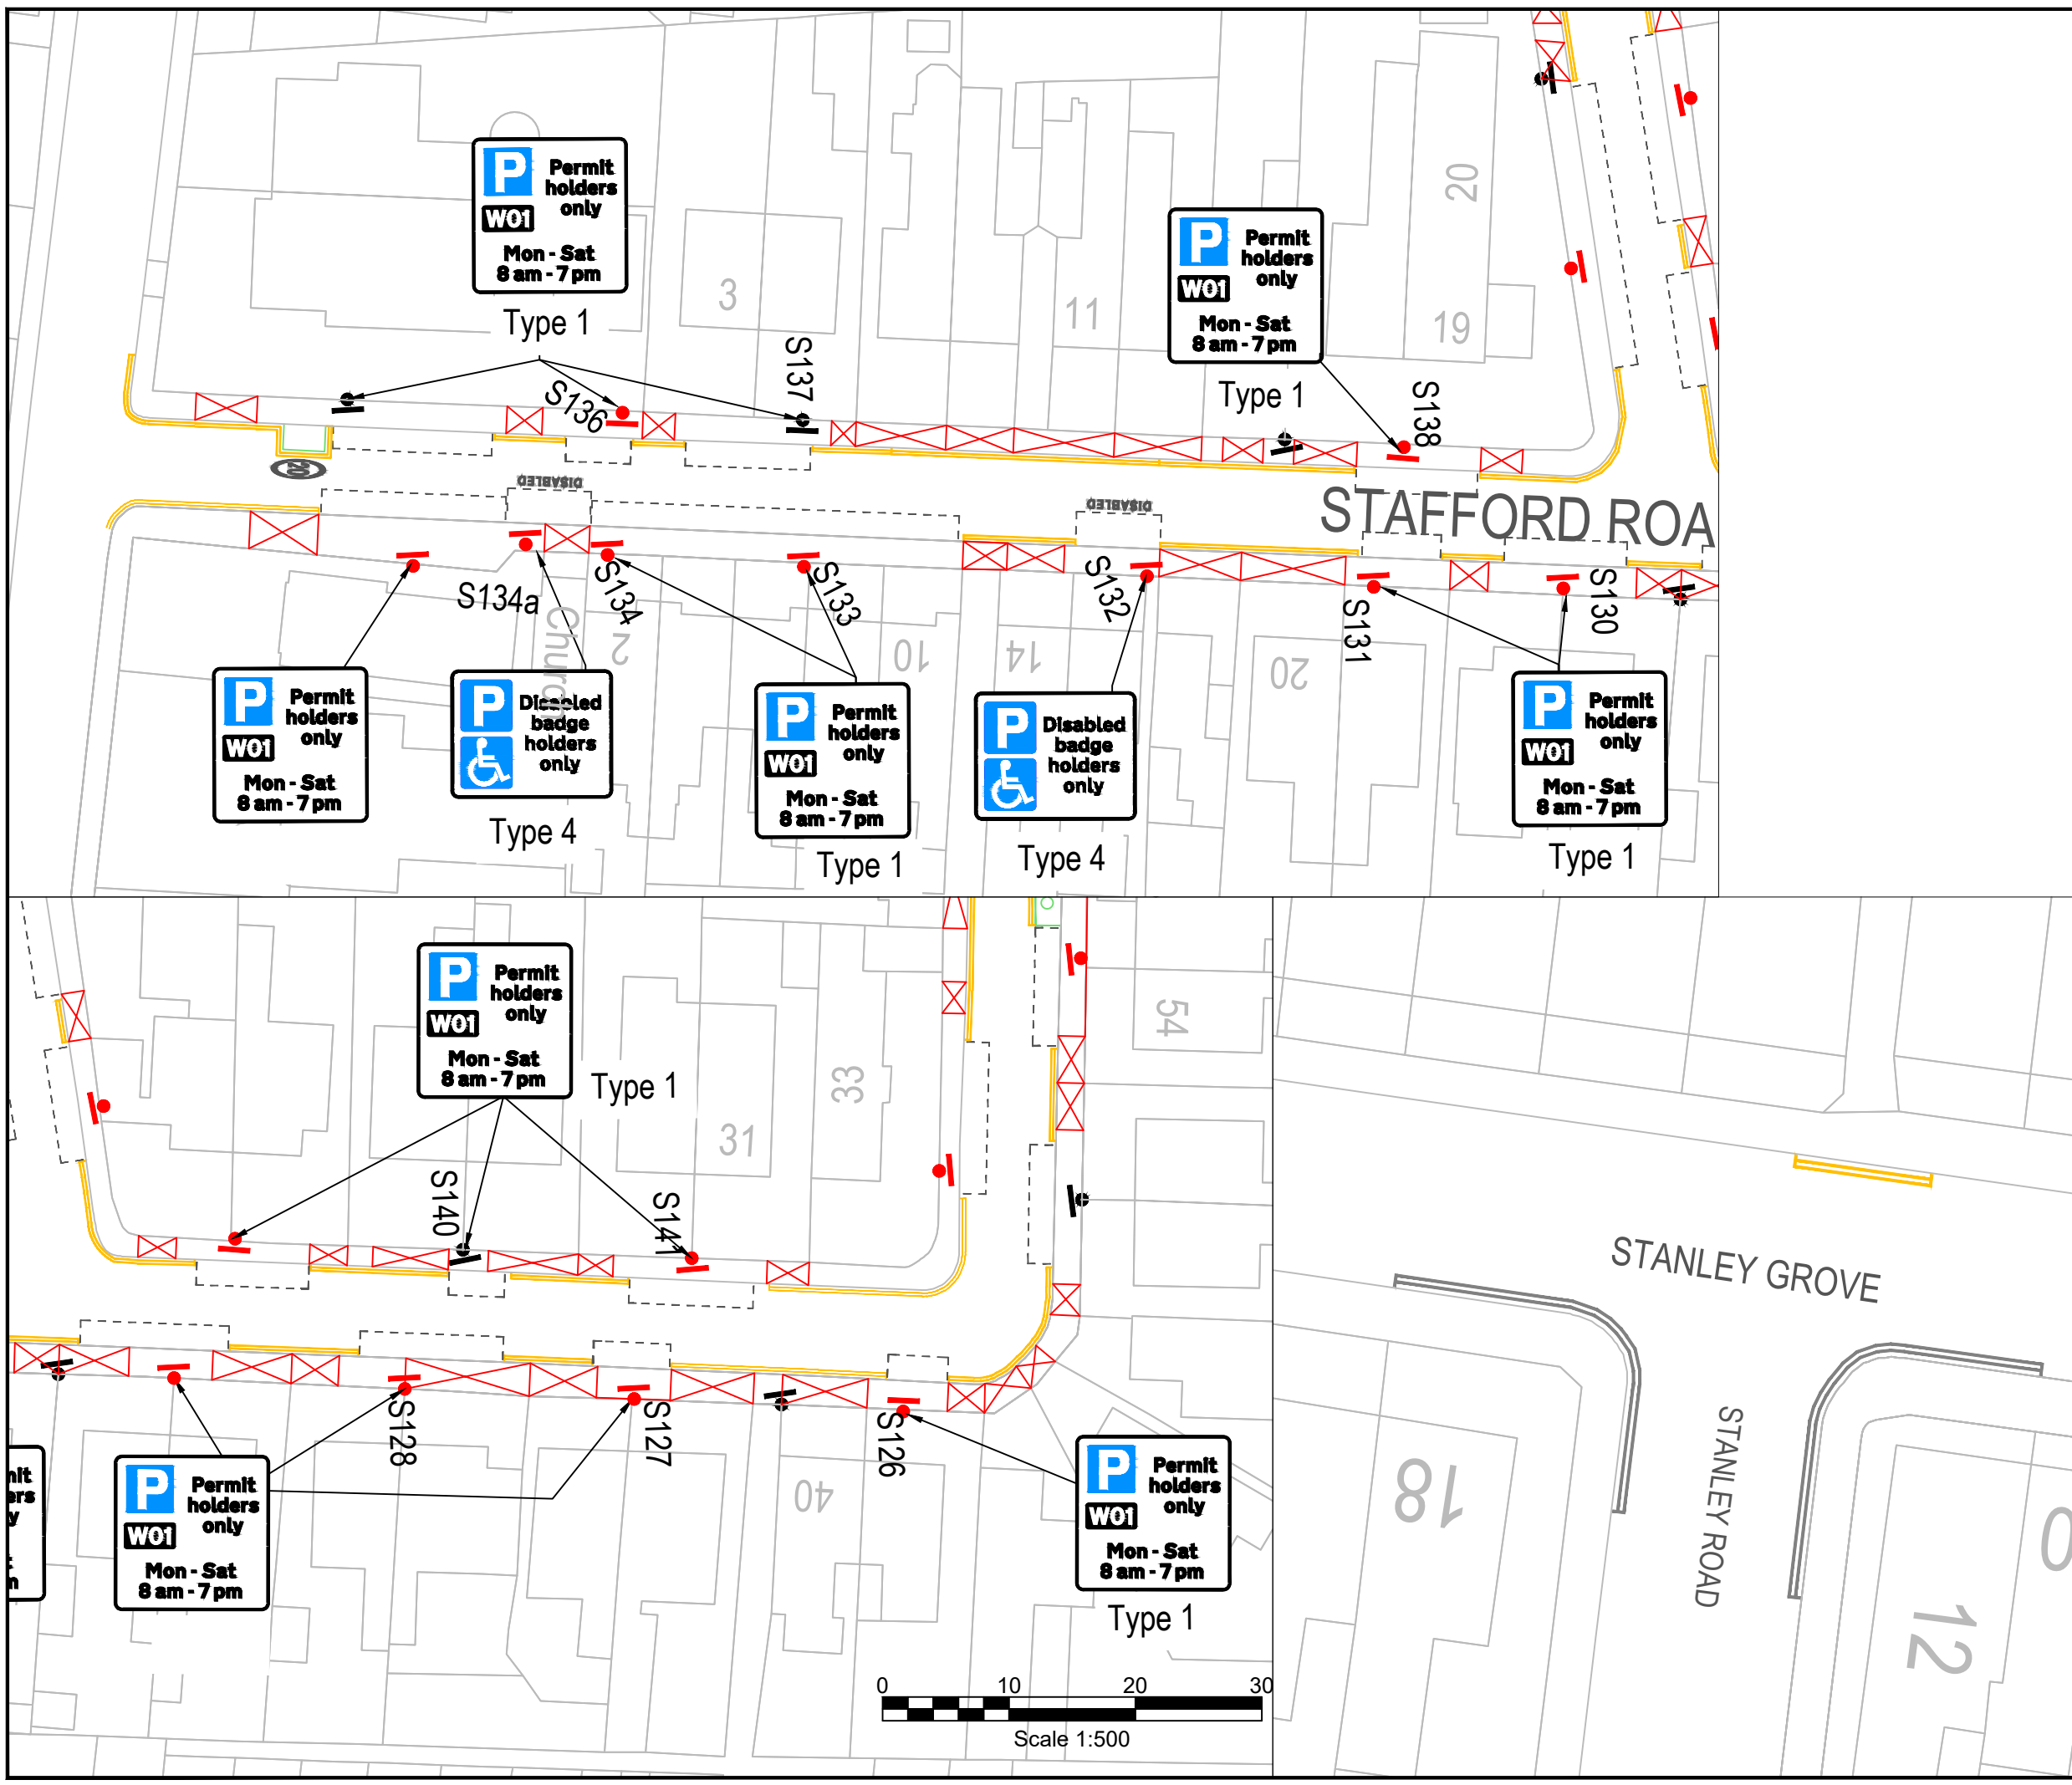 P Permit
holders
only
W01
Mon - Sat
8 am - 7 pm
Type 1
P Permit
holders
only
W01
Mon - Sat
8 am - 7 pm
Type 1
20
19
3
11
S136
S137
S138
20
DISABLED
DISABLED
STAFFORD ROA
S134a
S134
S133
S132
S131
S130
Church
2
10
14
20
P Permit
holders
only
W01
Mon - Sat
8 am - 7 pm
P Disabled
badge
holders
only
Type 4
P Permit
holders
only
W01
Mon - Sat
8 am - 7 pm
Type 1
P Disabled
badge
holders
only
Type 4
P Permit
holders
only
W01
Mon - Sat
8 am - 7 pm
Type 1
P Permit
holders
only
W01
Mon - Sat
8 am - 7 pm
Type 1
33
31
54
S140
S141
S128
S127
S126
40
P Permit
holders
only
W01
Mon - Sat
8 am - 7 pm
P Permit
holders
only
W01
Mon - Sat
8 am - 7 pm
Type 1
0 10 20 30
Scale 1:500
STANLEY GROVE
STANLEY ROAD
18
12